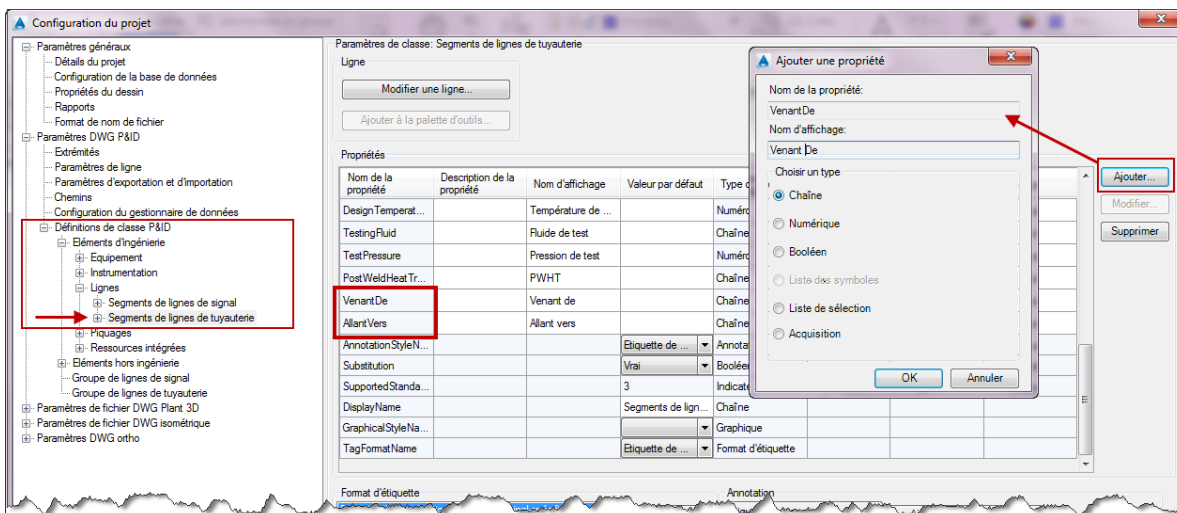 Configuration du projet
Paramètres généraux
Détails du projet
Configuration de la base de données
Propriétés du dessin
Rapports
Format de nom de fichier
Paramètres DWG P&ID
Extrémités
Paramètres de ligne
Paramètres d'exportation et d'importation
Chemins
Configuration du gestionnaire de données
Définitions de classe P&ID
Eléments d'ingénierie
Equipement
Instrumentation
Lignes
Segments de lignes de signal
Segments de lignes de tuyauterie
Piquages
Ressources intégrées
Eléments hors ingénierie
Groupe de lignes de signal
Groupe de lignes de tuyauterie
Paramètres de fichier DWG Plant 3D
Paramètres de fichier DWG isométrique
Paramètres DWG ortho
Paramètres de classe: Segments de lignes de tuyauterie
Ligne
Modifier une ligne...
Ajouter à la palette d'outils...
Propriétés
Nom de la propriété Description de la propriété Nom d'affichage Valeur par défaut Type
DesignTemperat... Température de ... Numéro
TestingFluid Fluide de test Chaîne
TestPressure Pression de test Numéro
PostWeldHeatTr... PWHT Chaîne
VenantDe Venant de Chaîne
AllantVers Allant vers Chaîne
AnnotationStyleN... Etiquette de ... Annota
Substitution Vrai Booléen
SupportedStanda... 3 Indicate
DisplayName Segments de lign... Chaîne
GraphicalStyleNa... Graphique
TagFormatName Etiquette de ... Format d'étiquette
Format d'étiquette
Annotation
Ajouter une propriété
Nom de la propriété:
VenantDe
Nom d'affichage:
Venant De
Choisir un type
Chaîne
Numérique
Booléen
Liste des symboles
Liste de sélection
Acquisition
OK Annuler
Ajouter...
Modifier...
Supprimer